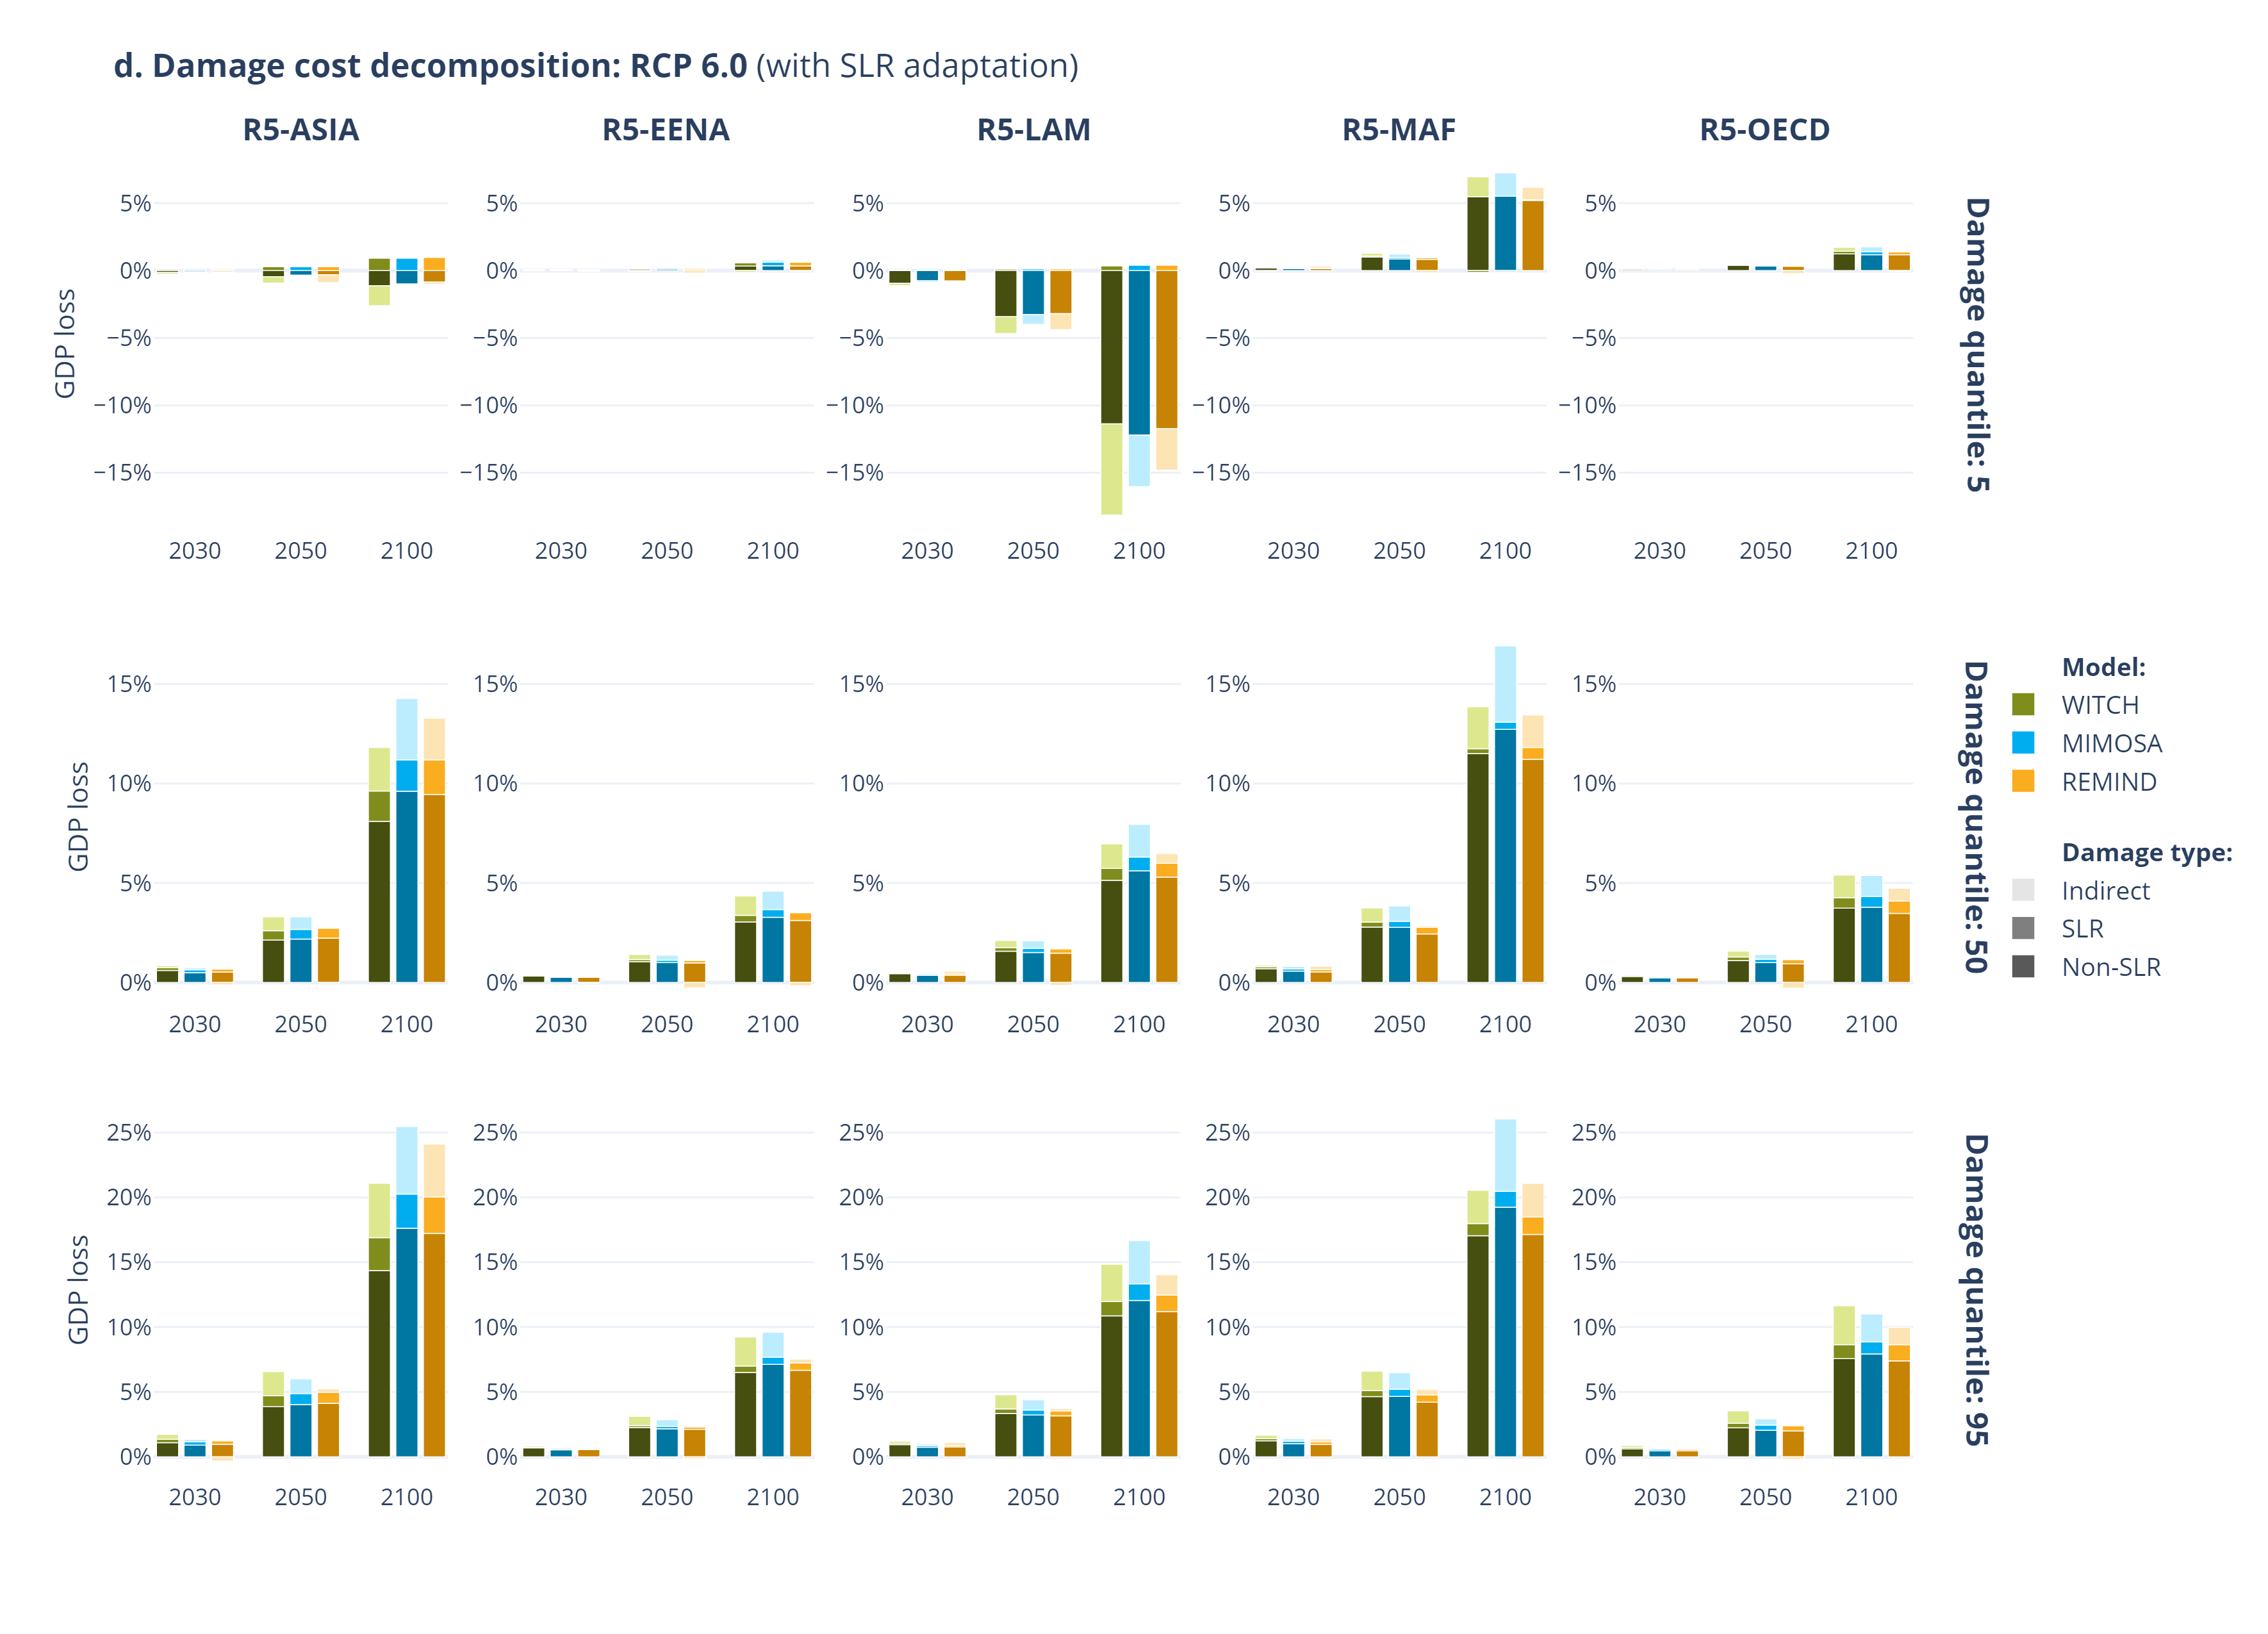 d. Damage cost decomposition: RCP 6.0 (with SLR adaptation)
R5-ASIA R5-EENA R5-LAM R5-MAF R5-OECD
5% 5% 5% 5% 5%
0% 0% 0% 0% 0%
−5% −5% −5% −5% −5%
−10% −10% −10% −10% −10%
−15% −15% −15% −15% −15%
GDP loss
Damage quantile: 5
2030 2050 2100 2030 2050 2100 2030 2050 2100 2030 2050 2100 2030 2050 2100
15% 15% 15% 15% 15%
10% 10% 10% 10% 10%
5% 5% 5% 5% 5%
0% 0% 0% 0% 0%
GDP loss
Damage quantile: 50
2030 2050 2100 2030 2050 2100 2030 2050 2100 2030 2050 2100 2030 2050 2100
Model:
WITCH
MIMOSA
REMIND
Damage type:
Indirect
SLR
Non-SLR
25% 25% 25% 25% 25%
20% 20% 20% 20% 20%
15% 15% 15% 15% 15%
10% 10% 10% 10% 10%
5% 5% 5% 5% 5%
0% 0% 0% 0% 0%
GDP loss
Damage quantile: 95
2030 2050 2100 2030 2050 2100 2030 2050 2100 2030 2050 2100 2030 2050 2100